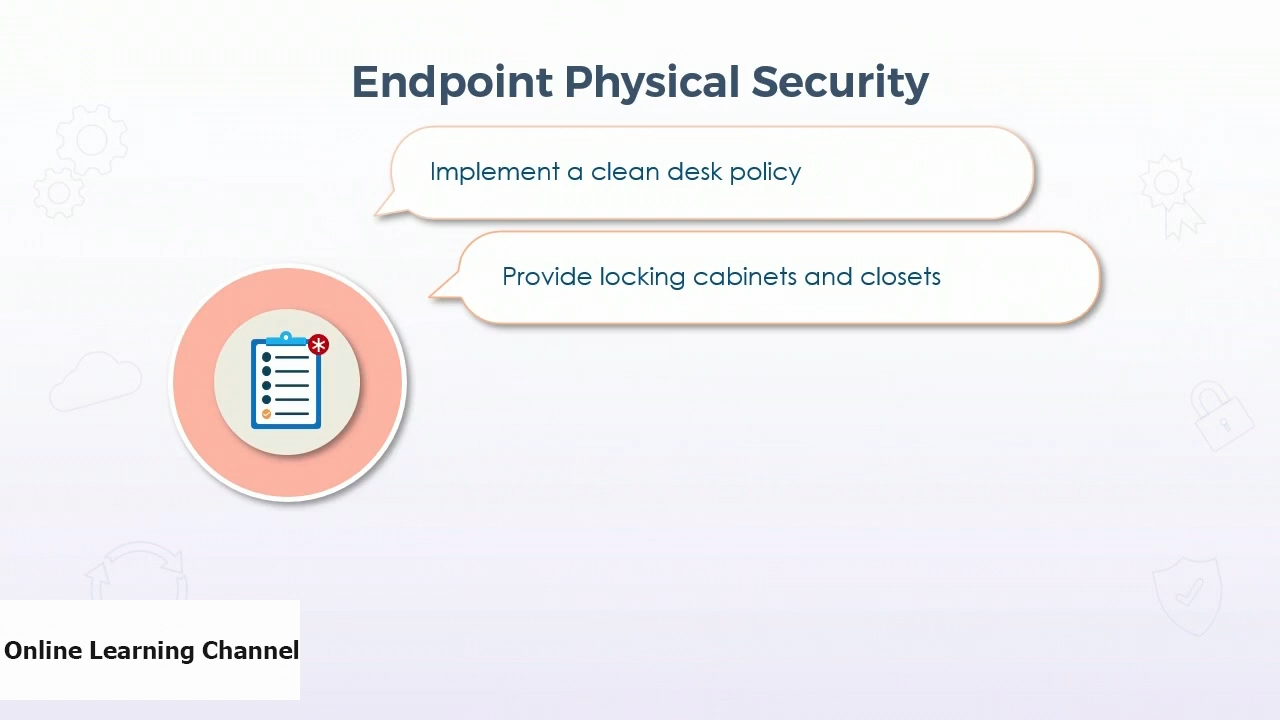 Endpoint Physical Security
Implement a clean desk policy
Provide locking cabinets and closets
Online Learning Channel